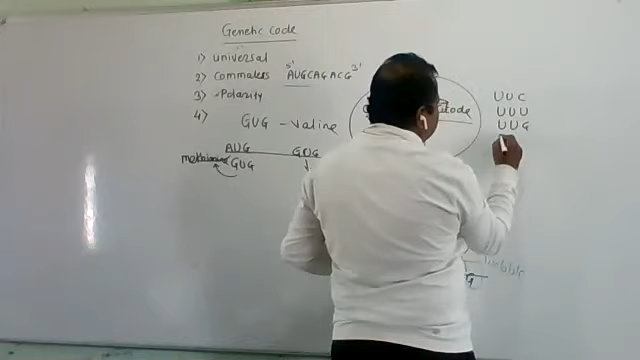 Genetic code
1) universal
2) Commaless 5' AUGCAGACG 3'
3) Polarity
4)
GUG - valine
AUG GUG
GUG
ode
UUC
UUU
UUG
G